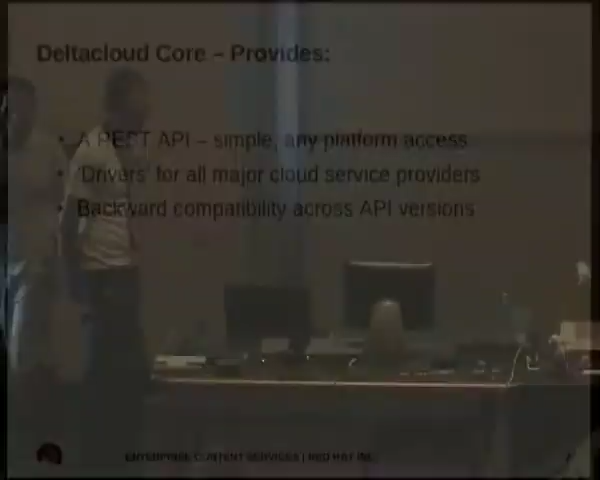 Deltacloud Core – Provides:
• A REST API – simple, any platform access
• 'Drivers' for all major cloud service providers
• Backward compatibility across API versions
ENTERPRISE CONTENT SERVICES | RED HAT INC.